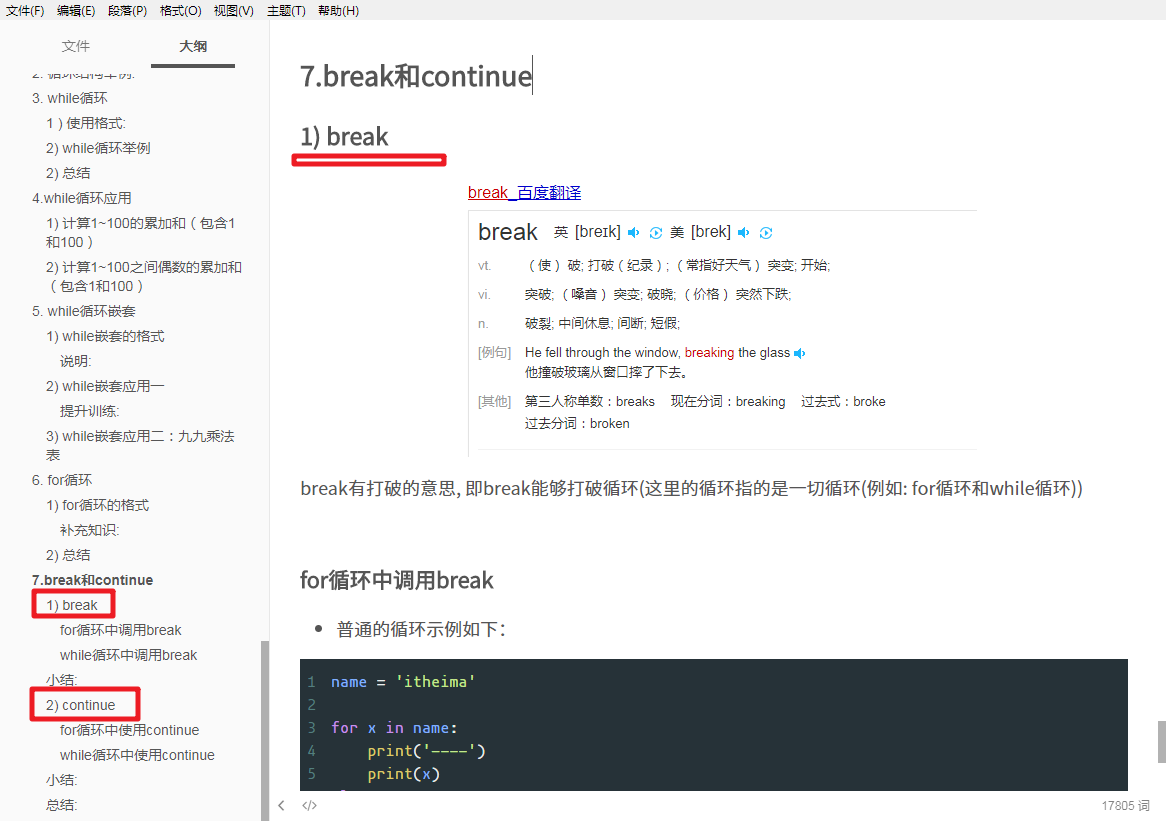 文件(F) 编辑(E) 段落(P) 格式(O) 视图(V) 主题(T) 帮助(H)
文件 大纲
2. 循环结构举例:
3. while循环
1 ) 使用格式:
2) while循环举例
2) 总结
4.while循环应用
1) 计算1~100的累加和（包含1
和100 ）
2) 计算1~100之间偶数的累加和
（包含1和100 ）
5. while循环嵌套
1) while嵌套的格式
说明:
2) while嵌套应用一
提升训练:
3) while嵌套应用二：九九乘法
表
6. for循环
1) for循环的格式
补充知识:
2) 总结
7.break和continue
1) break
for循环中调用break
while循环中调用break
小结:
2) continue
for循环中使用continue
while循环中使用continue
小结:
总结:
7.break和continue
1) break
break_百度翻译
break 英 [breɪk] 美 [brek]
vt. （使） 破; 打破（纪录）; （常指好天气） 突变; 开始;
vi. 突破; （嗓音） 突变; 破晓; （价格） 突然下跌;
n. 破裂; 中间休息; 间断; 短假;
[例句] He fell through the window, breaking the glass
他撞破玻璃从窗口摔了下去。
[其他] 第三人称单数：breaks 现在分词：breaking 过去式：broke
过去分词：broken
break有打破的意思, 即break能够打破循环(这里的循环指的是一切循环(例如: for循环和while循环))
for循环中调用break
• 普通的循环示例如下：
1 name = 'itheima'
2
3 for x in name:
4 print('----')
5 print(x)
</> 17805 词